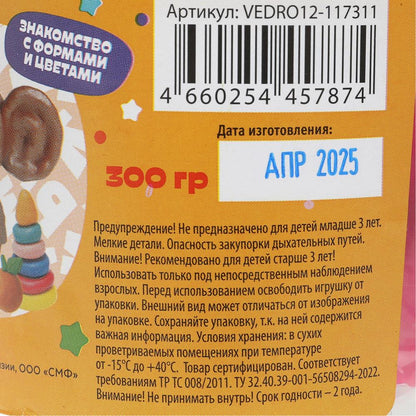 Артикул: VEDRO12-117311
ЗНАКОМСТВО
С ФОРМАМИ
И ЦВЕТАМИ
4 660254 457874
Дата изготовления:
АПР 2025
300 гр
Предупреждение! Не предназначено для детей младше 3 лет.
Мелкие детали. Опасность закупорки дыхательных путей.
Внимание! Рекомендовано для детей старше 3 лет!
Использовать только под непосредственным наблюдением
взрослых. Перед использованием освободить игрушку от
упаковки. Внешний вид может отличаться от изображения
на упаковке. Сохраняйте упаковку, т.к. на ней содержится
важная информация. Условия хранения: в сухих
проветриваемых помещениях при температуре
от -15°С до +40°С. Товар сертифицирован. Соответствует
требованиям ТР ТС 008/2011. ТУ 32.40.39-001-56508294-2022.
Внимание! Не принимать внутрь. Срок годности – 2 года.
зии, ООО «СМФ»